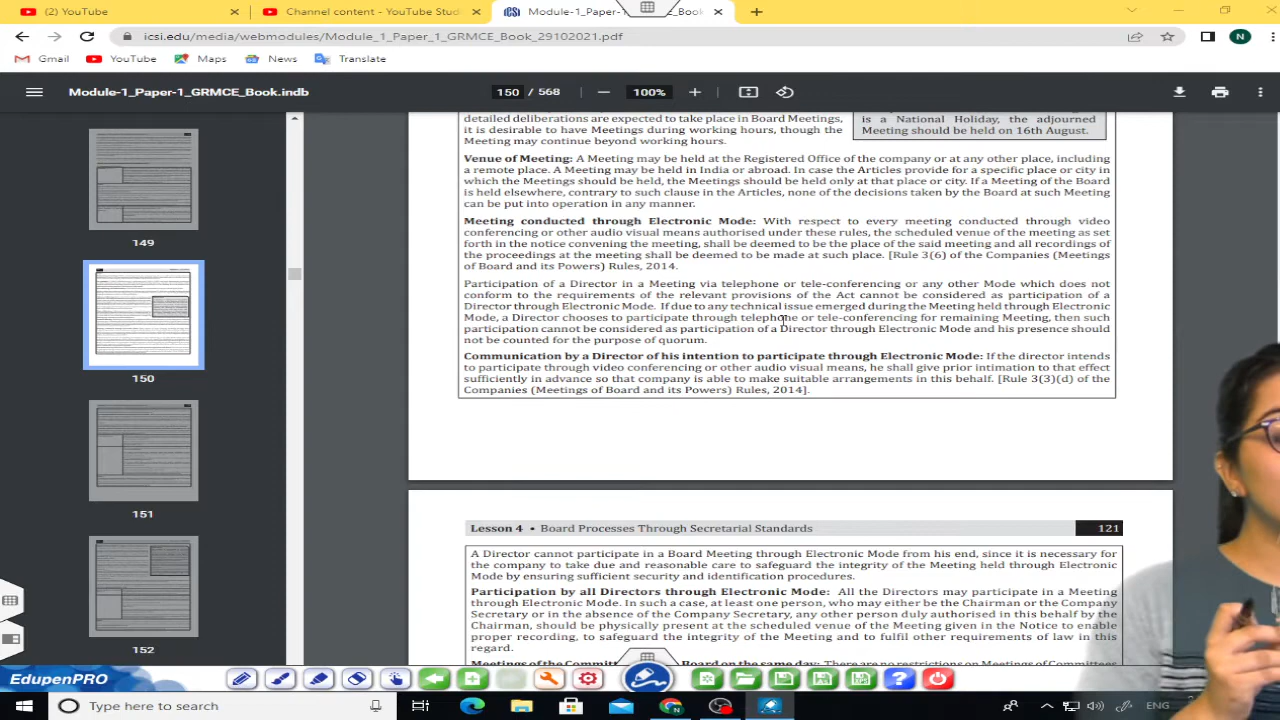 (2) YouTube
Channel content - YouTube Stud
Module-1_Paper-1_GRMCE_Book_
icsi.edu/media/webmodules/Module_1_Paper_1_GRMCE_Book_29102021.pdf
N
Gmail YouTube Maps News Translate
Module-1_Paper-1_GRMCE_Book.indb
150 / 568
100%
149
150
151
152
detailed deliberations are expected to take place in Board Meetings,
it is desirable to have Meetings during working hours, though the
Meeting may continue beyond working hours.
is a National Holiday, the adjourned
Meeting should be held on 16th August.
Venue of Meeting: A Meeting may be held at the Registered Office of the company or at any other place, including
a remote place. A Meeting may be held in India or abroad. In case the Articles provide for a specific place or city in
which the Meetings should be held, the Meetings should be held only at that place or city. If a Meeting of the Board
is held elsewhere, contrary to such clause in the Articles, none of the decisions taken by the Board at such Meeting
can be put into operation in any manner.
Meeting conducted through Electronic Mode: With respect to every meeting conducted through video
conferencing or other audio visual means authorised under these rules, the scheduled venue of the meeting as set
forth in the notice convening the meeting, shall be deemed to be the place of the said meeting and all recordings of
the proceedings at the meeting shall be deemed to be made at such place. [Rule 3(6) of the Companies (Meetings
of Board and its Powers) Rules, 2014.
Participation of a Director in a Meeting via telephone or tele-conferencing or any other Mode which does not
conform to the requirements of the relevant provisions of the Act cannot be considered as participation of a
Director through Electronic Mode. If due to any technical issue emerged during the Meeting held through Electronic
Mode, a Director chooses to participate through telephone or tele-conferencing for remaining Meeting, then such
participation cannot be considered as participation of a Director through Electronic Mode and his presence should
not be counted for the purpose of quorum.
Communication by a Director of his intention to participate through Electronic Mode: If the director intends
to participate through video conferencing or other audio visual means, he shall give prior intimation to that effect
sufficiently in advance so that company is able to make suitable arrangements in this behalf. [Rule 3(3)(d) of the
Companies (Meetings of Board and its Powers) Rules, 2014].
Lesson 4 • Board Processes Through Secretarial Standards 121
A Director cannot participate in a Board Meeting through Electronic Mode from his end, since it is necessary for
the company to take due and reasonable care to safeguard the integrity of the Meeting held through Electronic
Mode by ensuring sufficient security and identification procedures.
Participation by all Directors through Electronic Mode: All the Directors may participate in a Meeting
through Electronic Mode. In such a case, at least one person, who may either be the Chairman or the Company
Secretary or in the absence of the Company Secretary, any other person duly authorised in this behalf by the
Chairman, should be physically present at the scheduled venue of the Meeting given in the Notice to enable
proper recording, to safeguard the integrity of the Meeting and to fulfil other requirements of law in this
regard.
Meetings of the Committ Board on the same day: There are no restrictions on Meetings of Committees
EdupenPRO
Type here to search
ENG